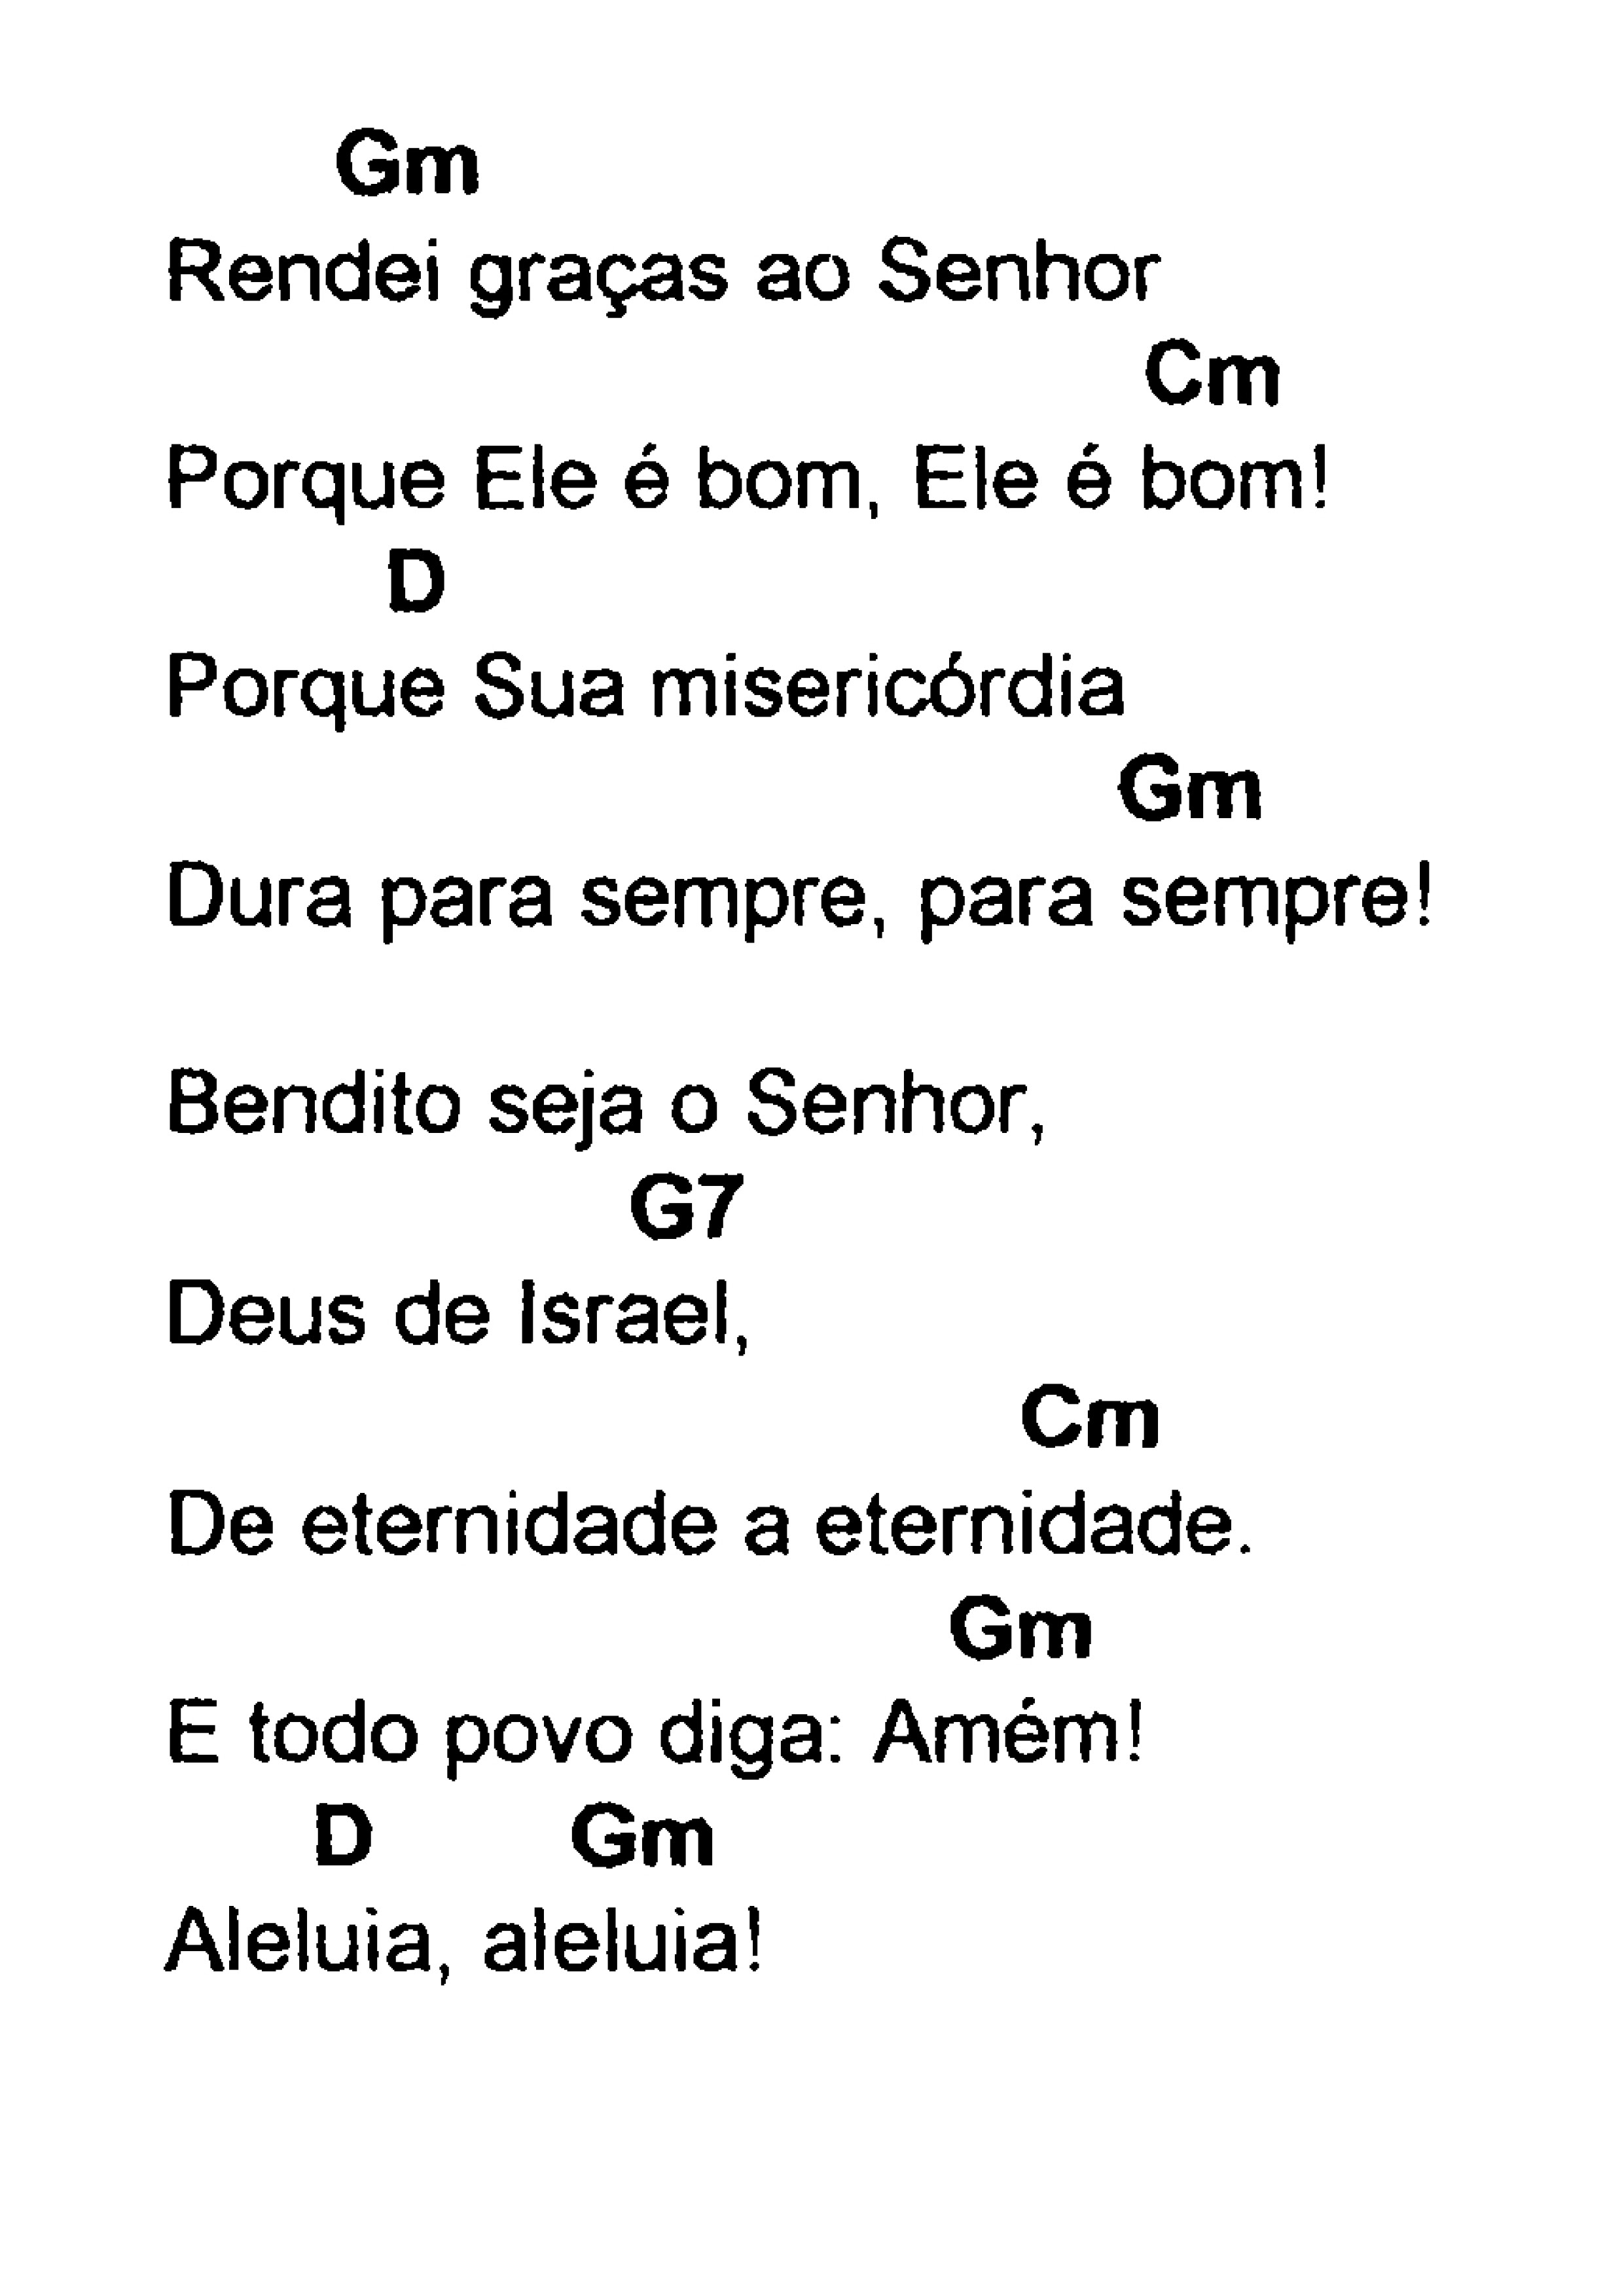 Gm
Rendei graças ao Senhor
Cm
Porque Ele é bom, Ele é bom!
D
Porque Sua misericórdia
Gm
Dura para sempre, para sempre!
Bendito seja o Senhor,
G7
Deus de Israel,
Cm
De eternidade a eternidade.
Gm
E todo povo diga: Amém!
D Gm
Aleluia, aleluia!